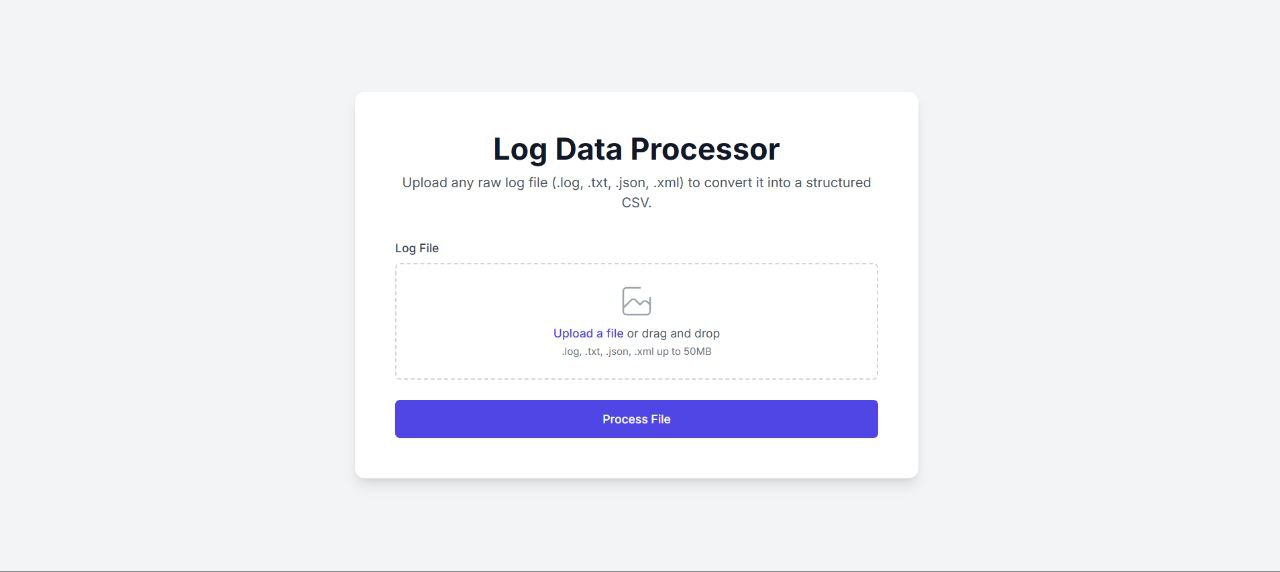 Log Data Processor
Upload any raw log file (.log, .txt, .json, .xml) to convert it into a structured
CSV.
Log File
Upload a file or drag and drop
.log, .txt, .json, .xml up to 50MB
Process File